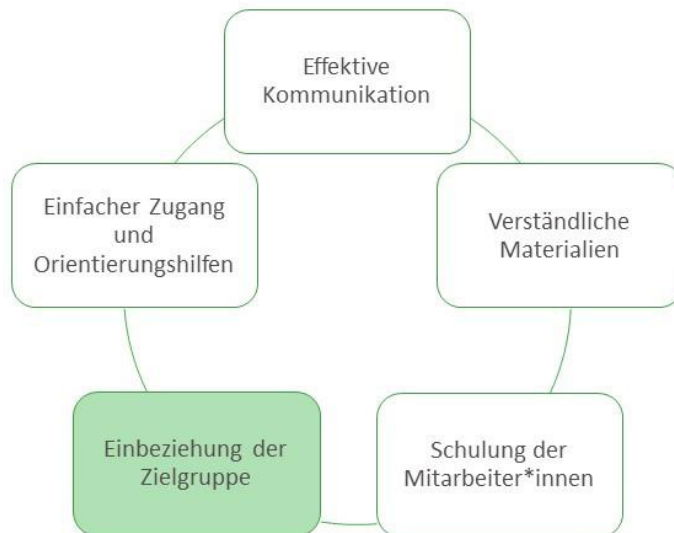 Effektive
Kommunikation
Einfacher Zugang
und
Orientierungshilfen
Verständliche
Materialien
Einbeziehung der
Zielgruppe
Schulung der
Mitarbeiter*innen